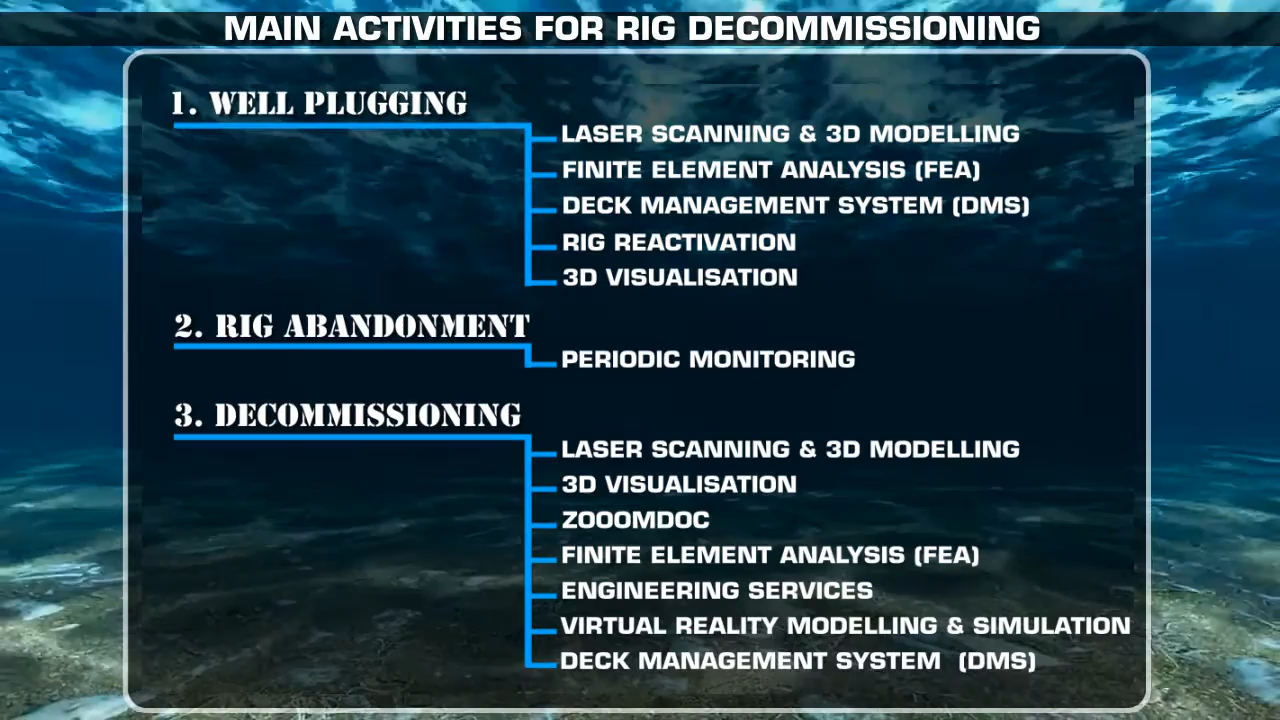 MAIN ACTIVITIES FOR RIG DECOMMISSIONING
1. WELL PLUGGING
LASER SCANNING & 3D MODELLING
FINITE ELEMENT ANALYSIS (FEA)
DECK MANAGEMENT SYSTEM (DMS)
RIG REACTIVATION
3D VISUALISATION
2. RIG ABANDONMENT
PERIODIC MONITORING
3. DECOMMISSIONING
LASER SCANNING & 3D MODELLING
3D VISUALISATION
ZOOOMDOC
FINITE ELEMENT ANALYSIS (FEA)
ENGINEERING SERVICES
VIRTUAL REALITY MODELLING & SIMULATION
DECK MANAGEMENT SYSTEM (DMS)